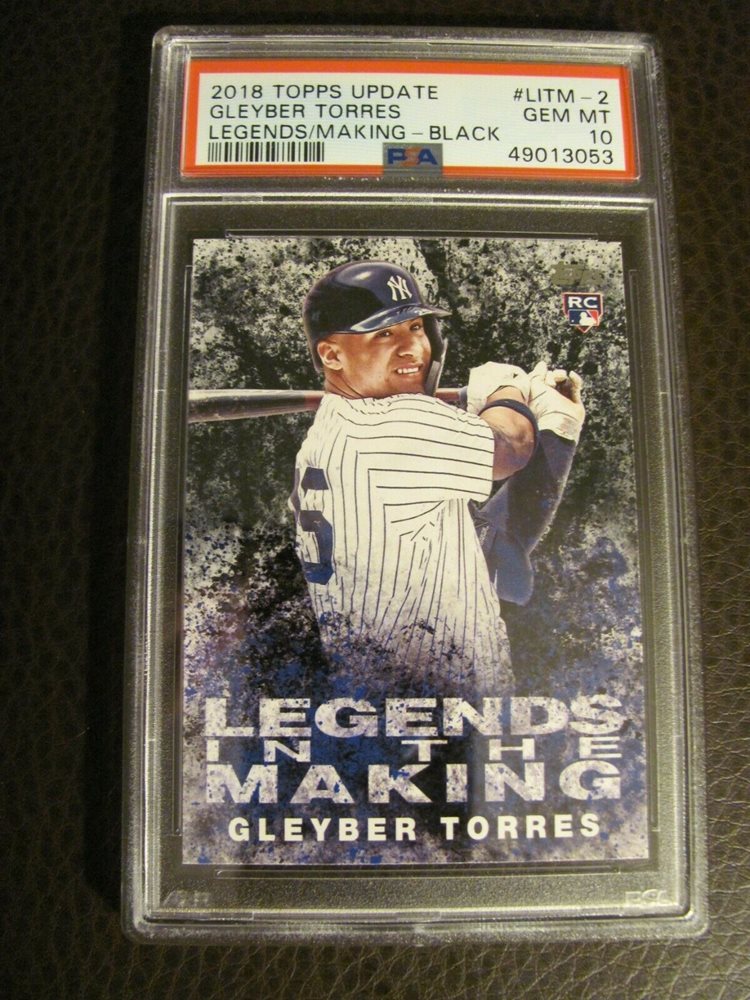 2018 TOPPS UPDATE #LITM-2
GLEYBER TORRES GEM MT
LEGENDS/MAKING-BLACK 10
PSA 49013053
NY
RC
5
LEGENDS
IN THE
MAKING
GLEYBER TORRES